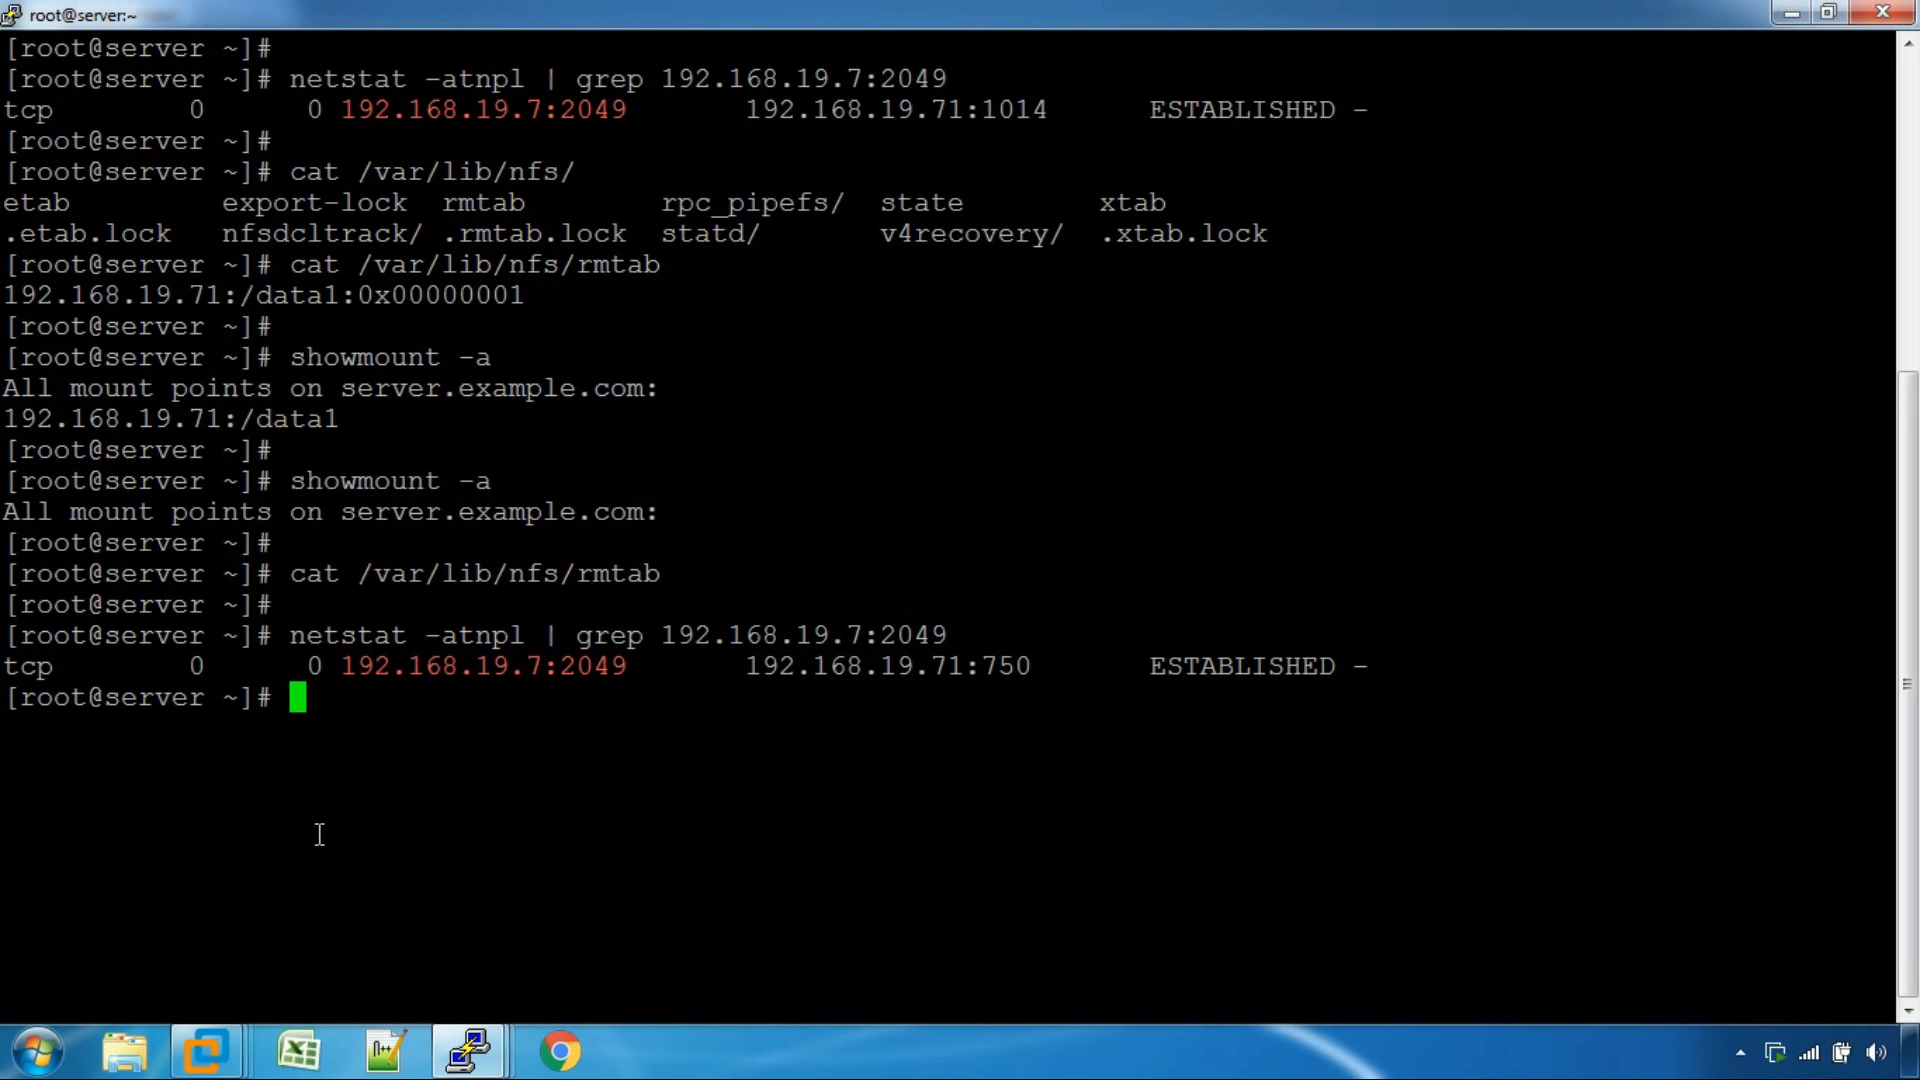 root@server:~
[root@server ~]#
[root@server ~]# netstat -atnpl | grep 192.168.19.7:2049
tcp        0      0 192.168.19.7:2049       192.168.19.71:1014      ESTABLISHED -
[root@server ~]#
[root@server ~]# cat /var/lib/nfs/
etab         export-lock  rmtab        rpc_pipefs/  state        xtab
.etab.lock   nfsdcltrack/ .rmtab.lock  statd/       v4recovery/  .xtab.lock
[root@server ~]# cat /var/lib/nfs/rmtab
192.168.19.71:/data1:0x00000001
[root@server ~]#
[root@server ~]# showmount -a
All mount points on server.example.com:
192.168.19.71:/data1
[root@server ~]#
[root@server ~]# showmount -a
All mount points on server.example.com:
[root@server ~]#
[root@server ~]# cat /var/lib/nfs/rmtab
[root@server ~]#
[root@server ~]# netstat -atnpl | grep 192.168.19.7:2049
tcp        0      0 192.168.19.7:2049       192.168.19.71:750       ESTABLISHED -
[root@server ~]#